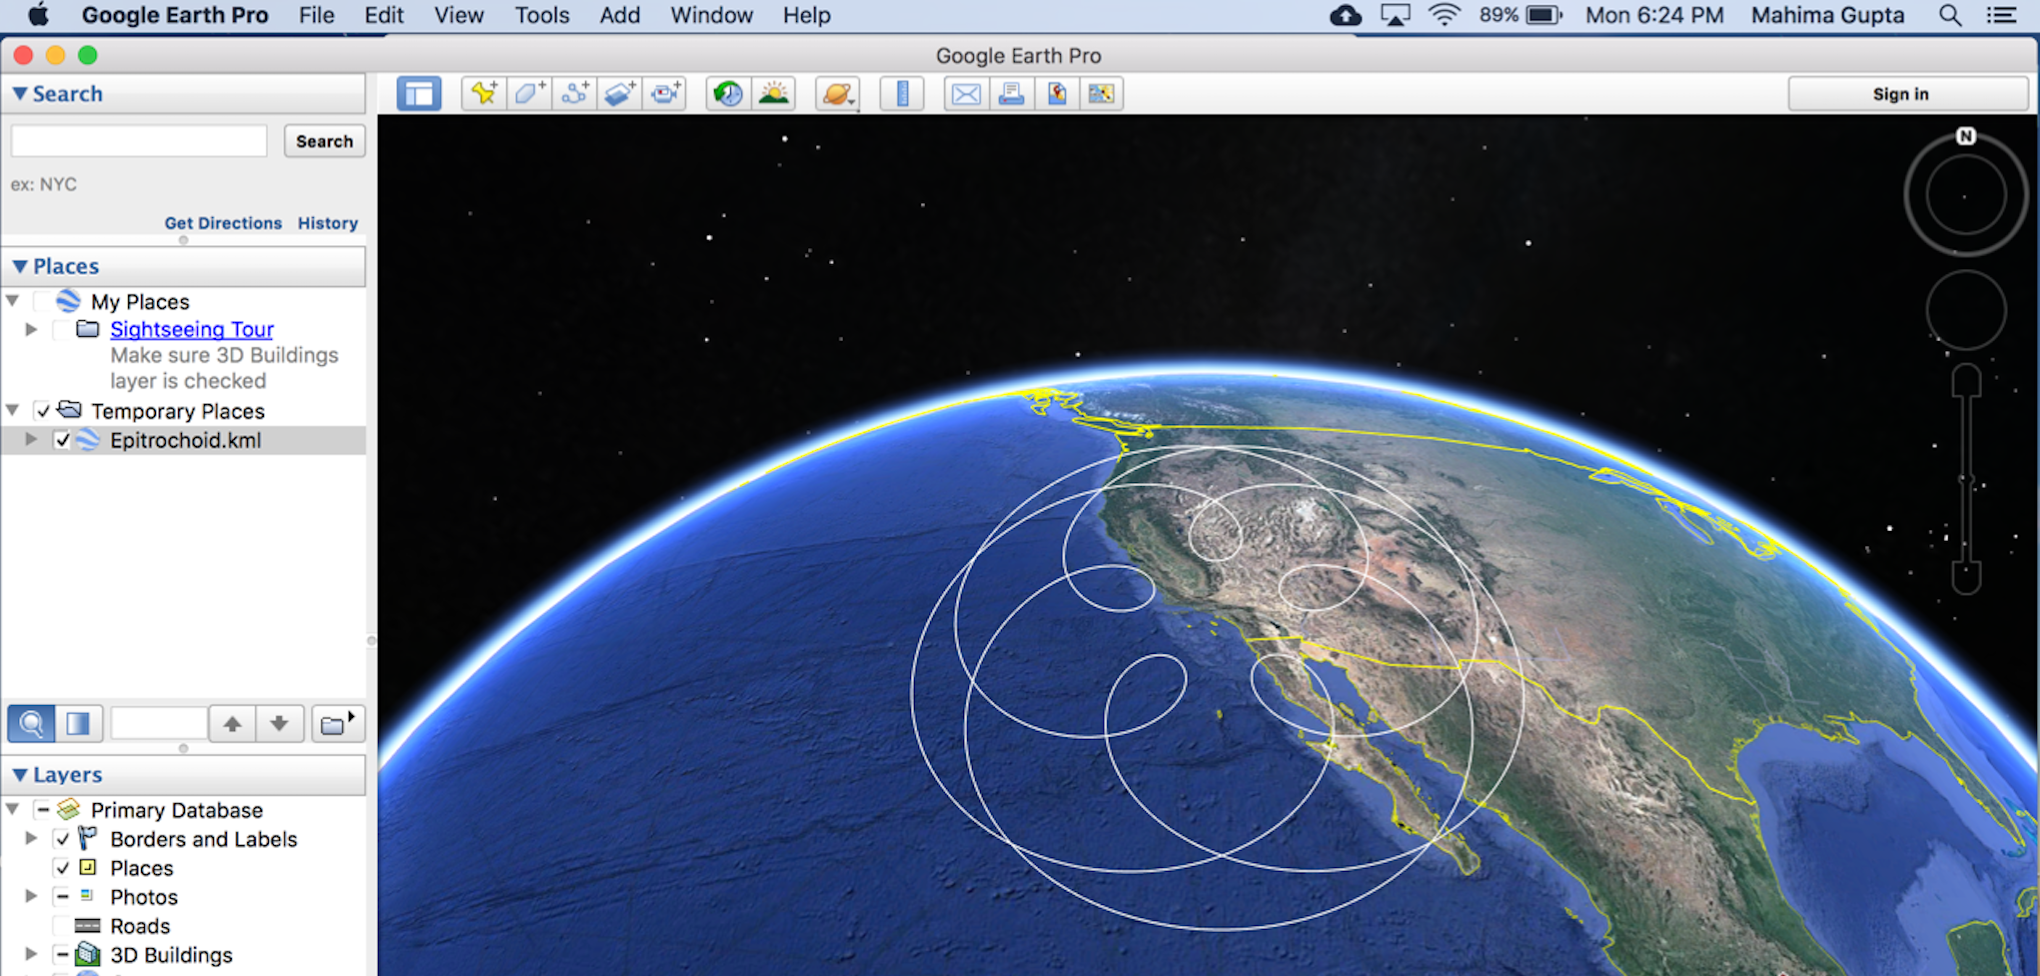 Google Earth Pro File Edit View Tools Add Window Help 89% Mon 6:24 PM Mahima Gupta
Google Earth Pro
Search
Sign in
Search
ex: NYC
Get Directions History
Places
My Places
Sightseeing Tour
Make sure 3D Buildings
layer is checked
Temporary Places
Epitrochoid.kml
Layers
Primary Database
Borders and Labels
Places
Photos
Roads
3D Buildings
N